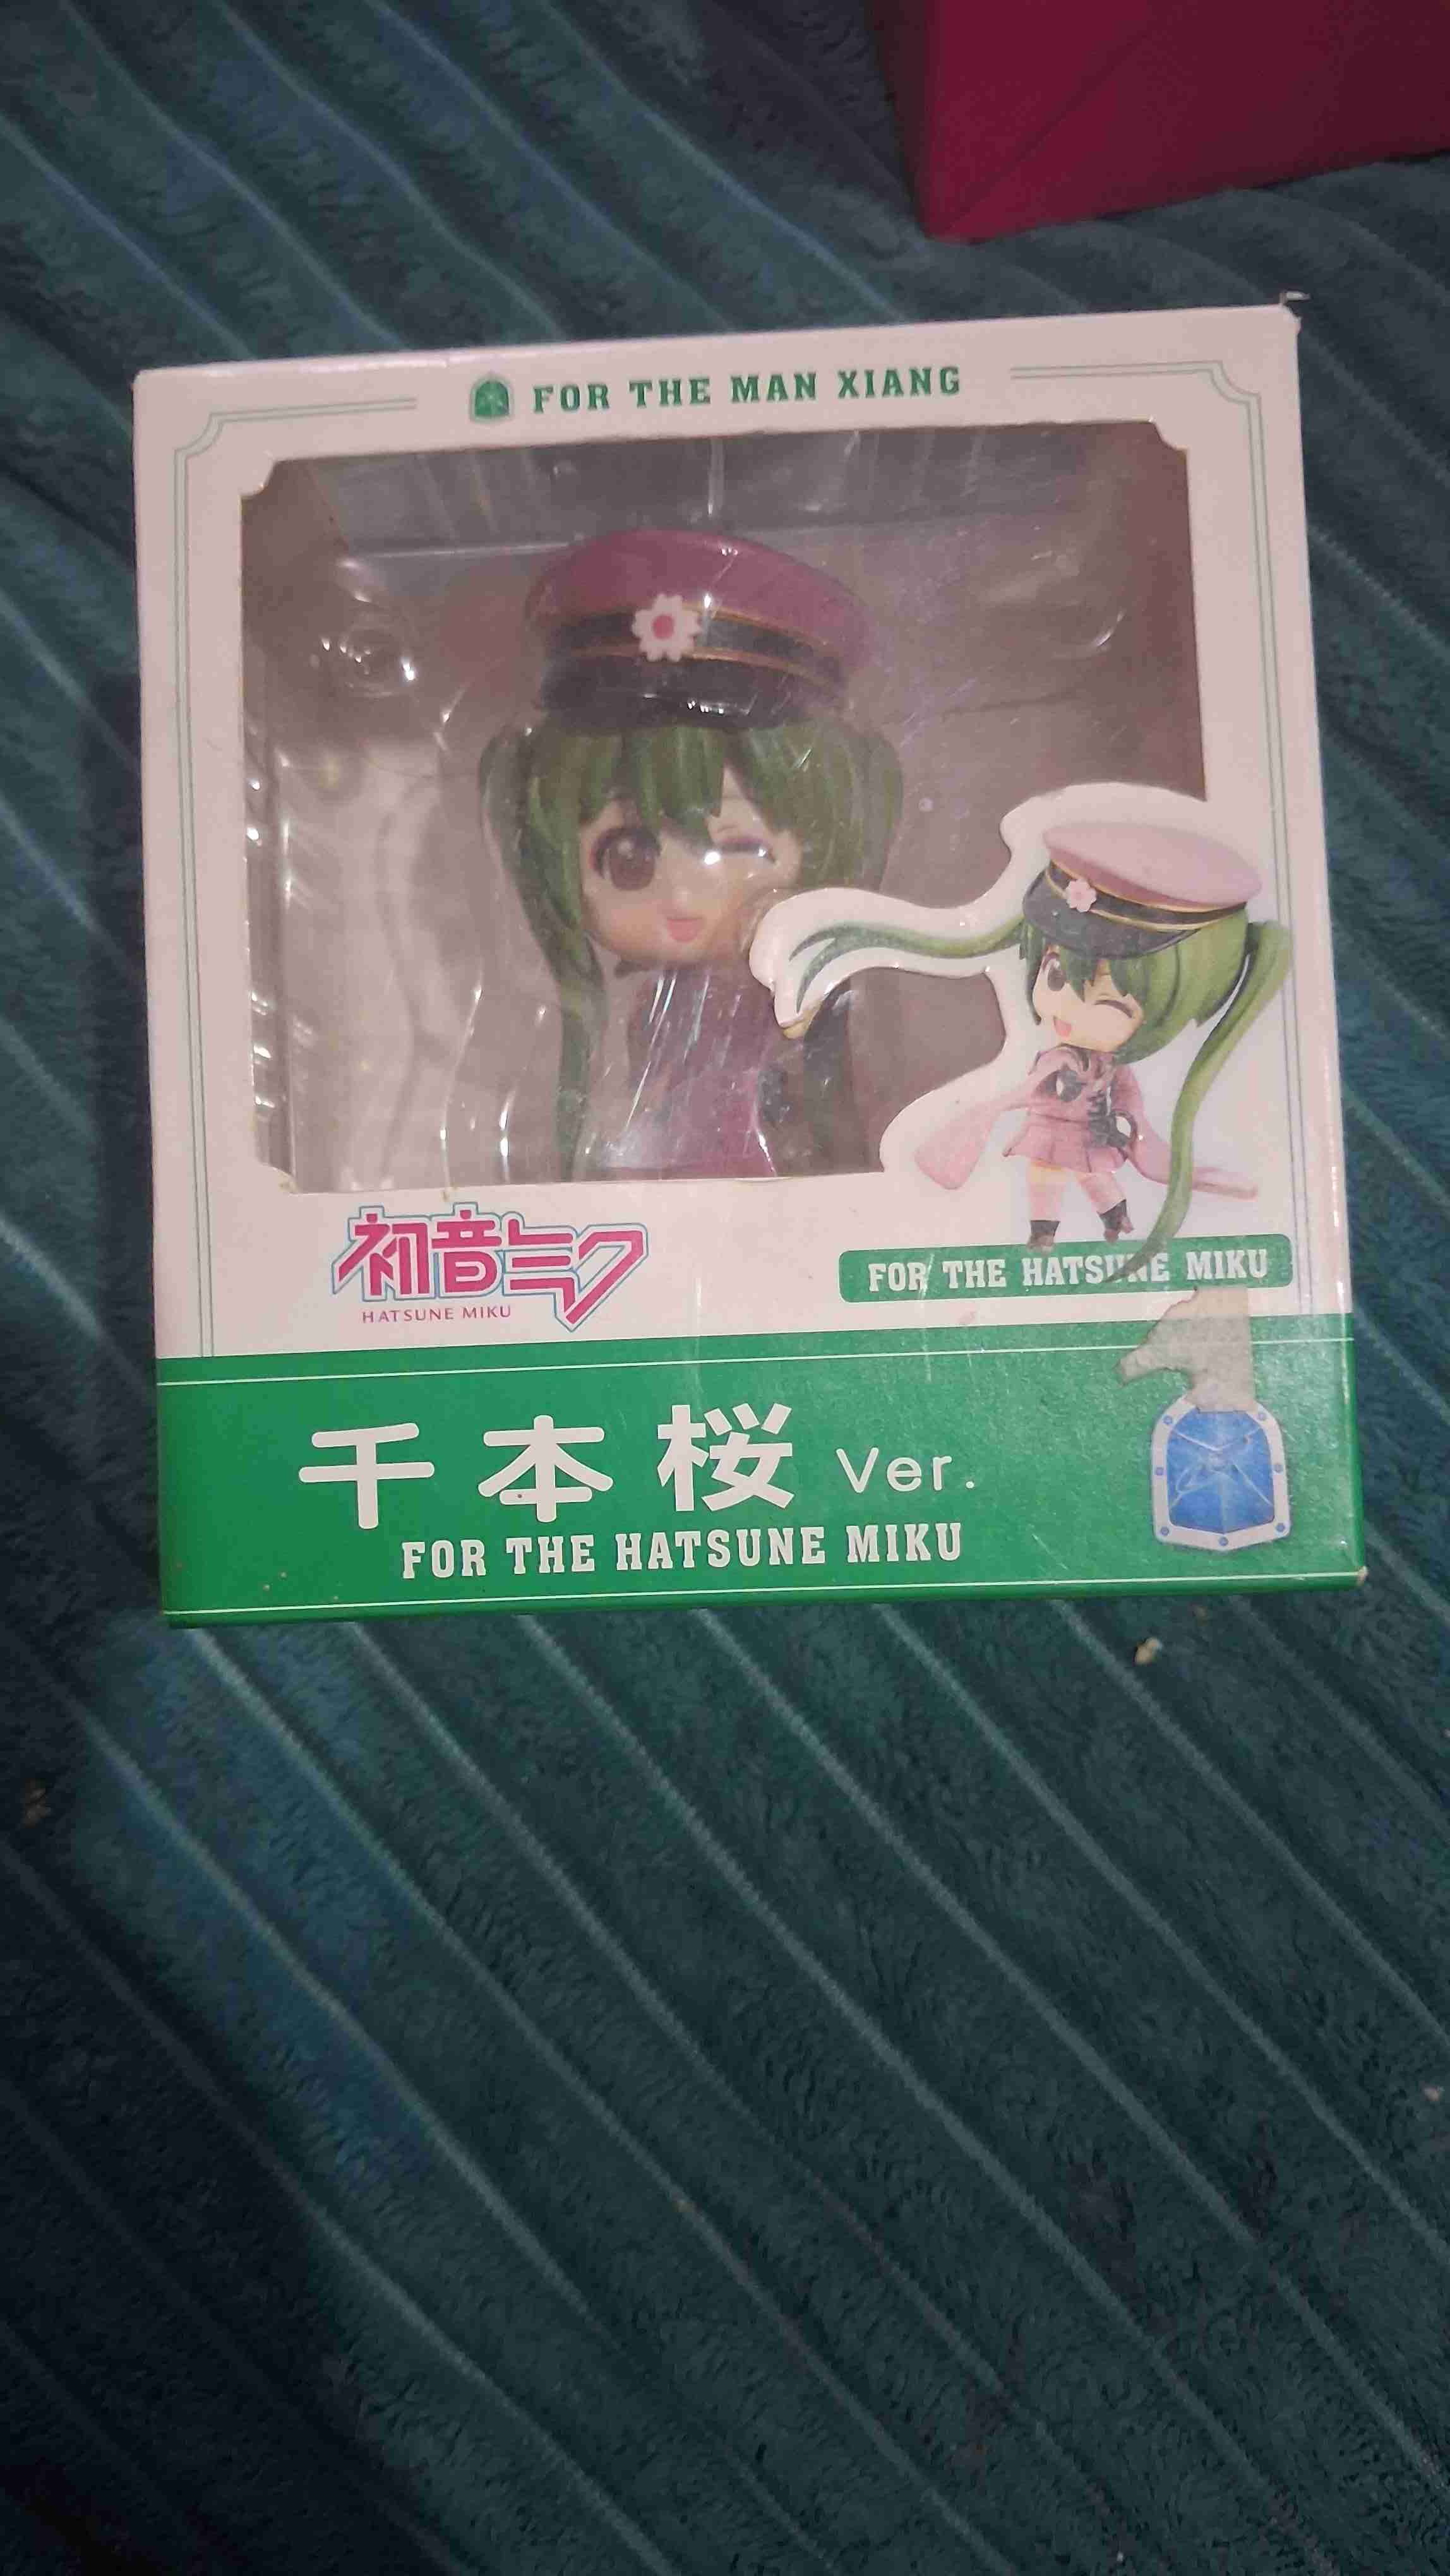 FOR THE MAN XIANG
初音ミク
HATSUNE MIKU
FOR THE HATSUNE MIKU
千本桜 Ver.
FOR THE HATSUNE MIKU